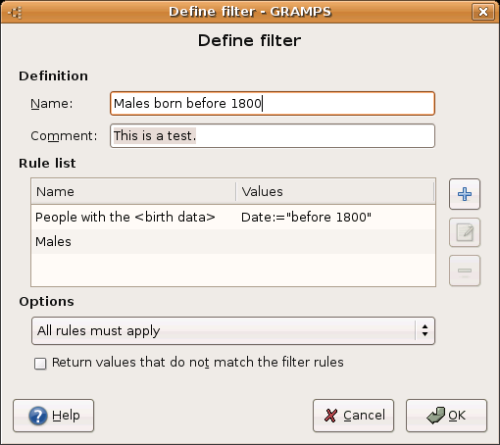 Define filter - GRAMPS
Define filter
Definition
Name: Males born before 1800
Comment: This is a test.
Rule list
Name Values
People with the <birth data> Date:="before 1800"
Males
Options
All rules must apply
Return values that do not match the filter rules
Help Cancel OK